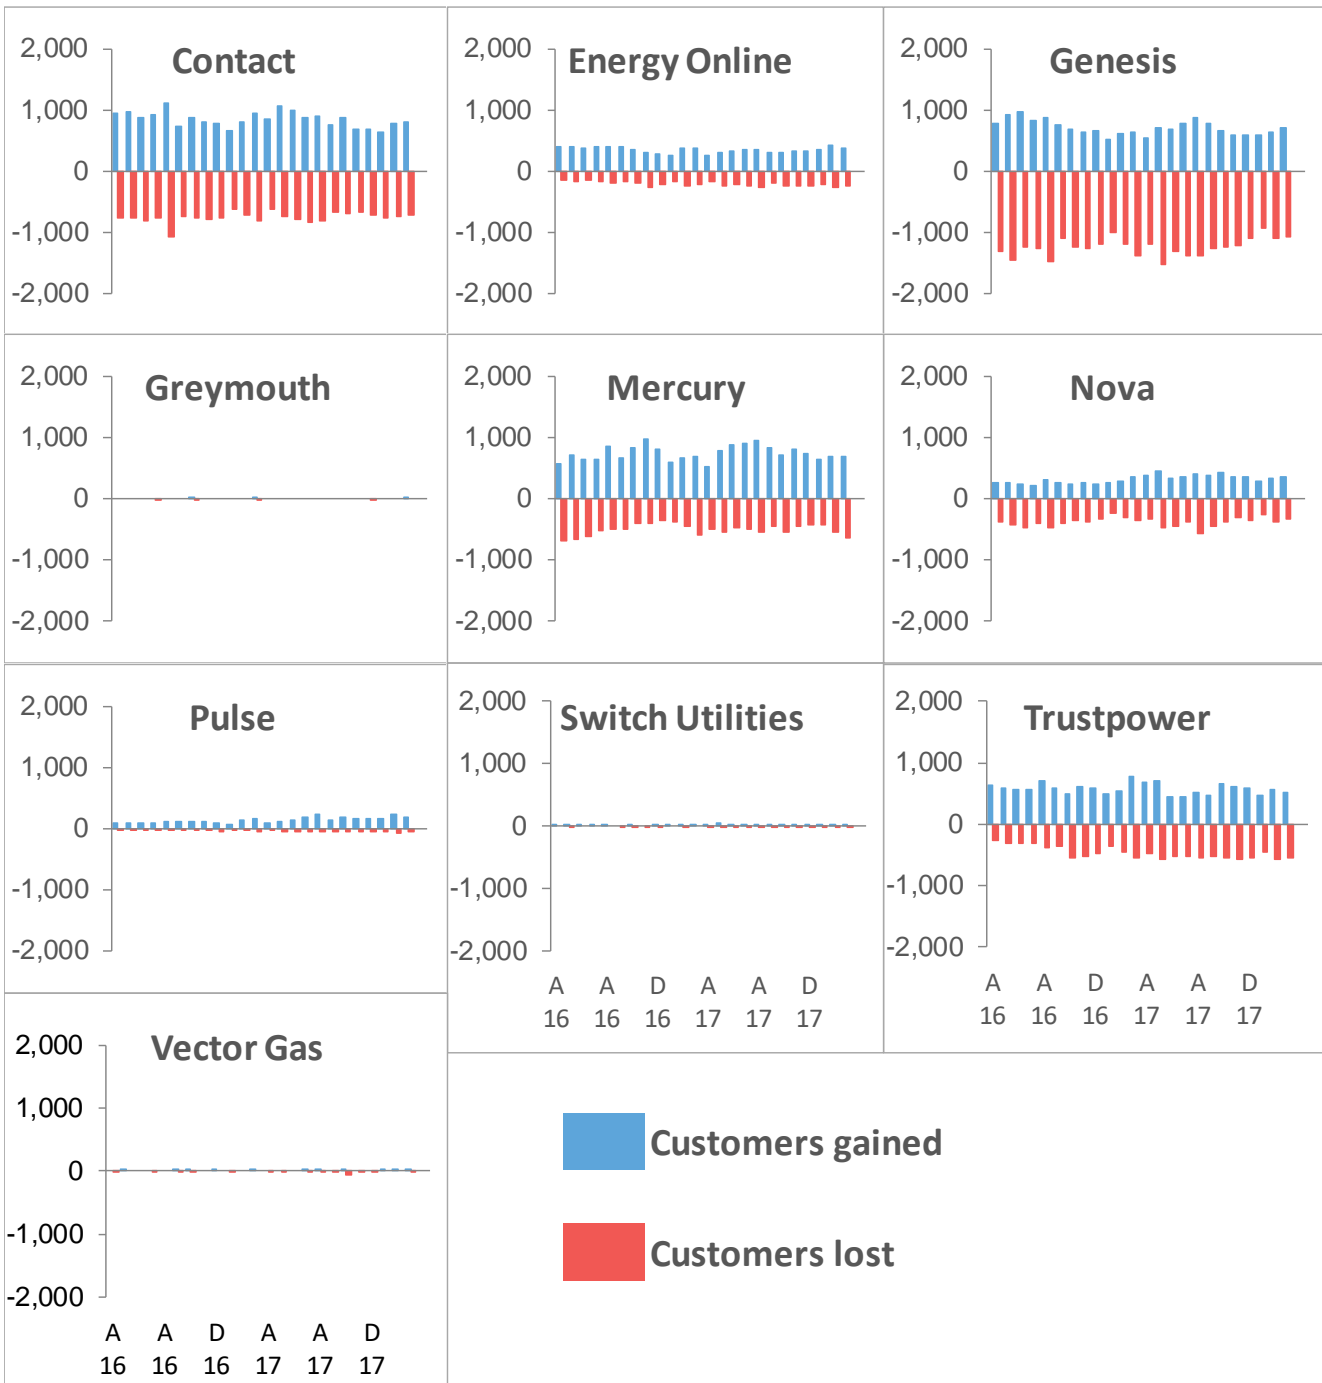 Contact
2,000
1,000
0
-1,000
-2,000
Energy Online
2,000
1,000
0
-1,000
-2,000
Genesis
2,000
1,000
0
-1,000
-2,000
Greymouth
2,000
1,000
0
-1,000
-2,000
Mercury
2,000
1,000
0
-1,000
-2,000
Nova
2,000
1,000
0
-1,000
-2,000
Pulse
2,000
1,000
0
-1,000
-2,000
Switch Utilities
2,000
1,000
0
-1,000
-2,000
A A D A A D
16 16 16 17 17 17
Trustpower
2,000
1,000
0
-1,000
-2,000
A A D A A D
16 16 16 17 17 17
Vector Gas
2,000
1,000
0
-1,000
-2,000
A A D A A D
16 16 16 17 17 17
Customers gained
Customers lost